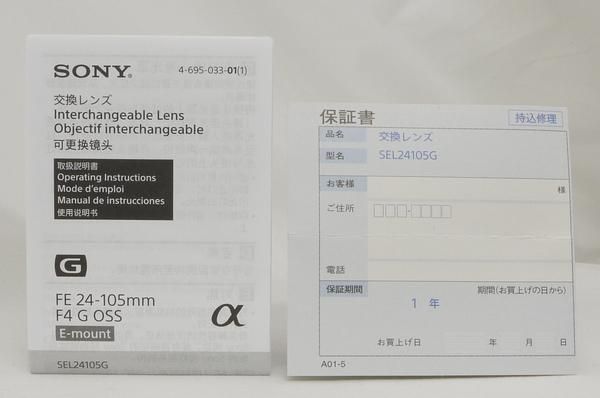 SONY®
4-695-033-01(1)
交換レンズ
Interchangeable Lens
Objectif interchangeable
可更换镜头
取扱説明書
Operating Instructions
Mode d'emploi
Manual de instrucciones
使用说明书
G
FE 24-105mm
F4 G OSS
α
E-mount
SEL24105G
保証書
持込修理
品名 交換レンズ
型名 SEL24105G
お客様 様
ご住所 □□□-□□□□
電話
保証期間 期間(お買上げの日から)
1 年
お買上げ日 年 月 日
A01-5